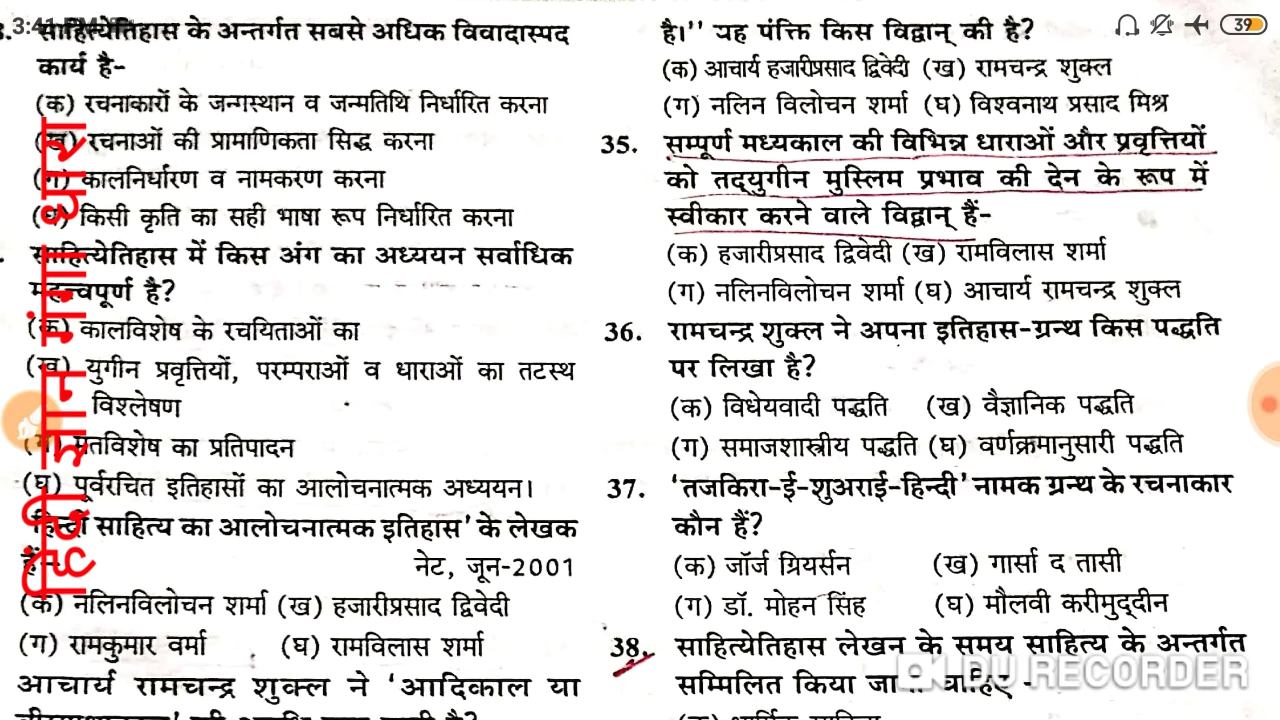 3:41 PM
39
साहित्येतिहास के अन्तर्गत सबसे अधिक विवादास्पद
कार्य है-
(क) रचनाकारों के जन्मस्थान व जन्मतिथि निर्धारित करना
(ख) रचनाओं की प्रामाणिकता सिद्ध करना
(ग) कालनिर्धारण व नामकरण करना
(घ) किसी कृति का सही भाषा रूप निर्धारित करना
साहित्येतिहास में किस अंग का अध्ययन सर्वाधिक
महत्त्वपूर्ण है?
(क) कालविशेष के रचयिताओं का
(ख) युगीन प्रवृत्तियों, परम्पराओं व धाराओं का तटस्थ
विश्लेषण
(ग) मतविशेष का प्रतिपादन
(घ) पूर्वरचित इतिहासों का आलोचनात्मक अध्ययन।
हिन्दी साहित्य का आलोचनात्मक इतिहास' के लेखक
हैं- नेट, जून-2001
(क) नलिनविलोचन शर्मा (ख) हजारीप्रसाद द्विवेदी
(ग) रामकुमार वर्मा (घ) रामविलास शर्मा
आचार्य रामचन्द्र शुक्ल ने 'आदिकाल या
हिंदी ज्ञान गंगा धारा
है।'' यह पंक्ति किस विद्वान् की है?
(क) आचार्य हजारीप्रसाद द्विवेदी (ख) रामचन्द्र शुक्ल
(ग) नलिन विलोचन शर्मा (घ) विश्वनाथ प्रसाद मिश्र
35. सम्पूर्ण मध्यकाल की विभिन्न धाराओं और प्रवृत्तियों
को तद्‌युगीन मुस्लिम प्रभाव की देन के रूप में
स्वीकार करने वाले विद्वान् हैं-
(क) हजारीप्रसाद द्विवेदी (ख) रामविलास शर्मा
(ग) नलिनविलोचन शर्मा (घ) आचार्य रामचन्द्र शुक्ल
36. रामचन्द्र शुक्ल ने अपना इतिहास-ग्रन्थ किस पद्धति
पर लिखा है?
(क) विधेयवादी पद्धति (ख) वैज्ञानिक पद्धति
(ग) समाजशास्त्रीय पद्धति (घ) वर्णक्रमानुसारी पद्धति
37. 'तजकिरा-ई-शुअराई-हिन्दी' नामक ग्रन्थ के रचनाकार
कौन हैं?
(क) जॉर्ज ग्रियर्सन (ख) गार्सा द तासी
(ग) डॉ. मोहन सिंह (घ) मौलवी करीमुद्‌दीन
38. साहित्येतिहास लेखन के समय साहित्य के अन्तर्गत
सम्मिलित किया जाना चाहिए -
DU RECORDER